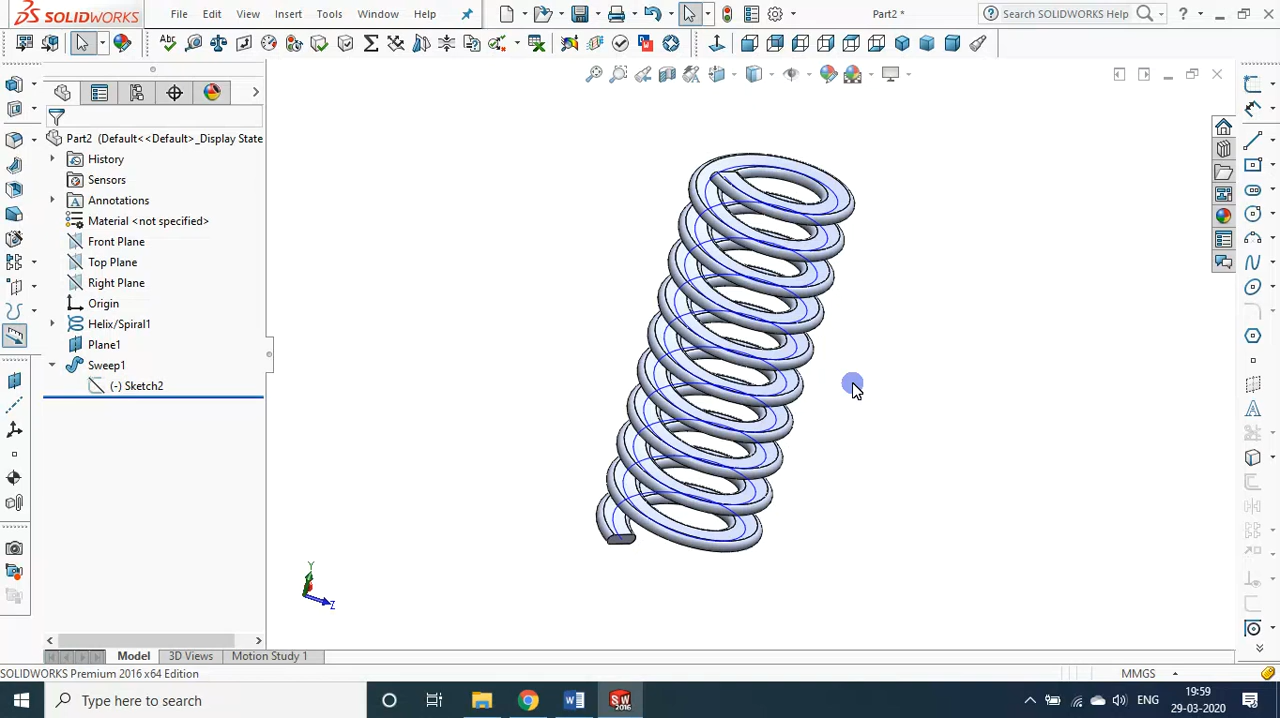 SOLIDWORKS File Edit View Insert Tools Window Help Part2 * Search SOLIDWORKS Help ?
Part2 (Default<<Default>_Display State
History
Sensors
Annotations
Material <not specified>
Front Plane
Top Plane
Right Plane
Origin
Helix/Spiral1
Plane1
Sweep1
(-) Sketch2
Y
Z
Model 3D Views Motion Study 1
SOLIDWORKS Premium 2016 x64 Edition MMGS
Type here to search
W
SW
2016
ENG
19:59
29-03-2020